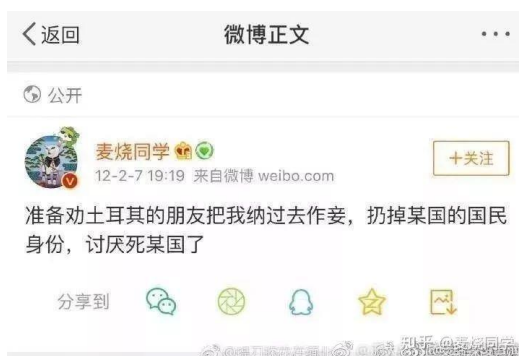 返回 微博正文 ...
公开
麦烧同学
12-2-7 19:19 来自微博 weibo.com
+关注
准备劝土耳其的朋友把我纳过去作妾，扔掉某国的国民
身份，讨厌死某国了
分享到
知乎 @麦烧同学